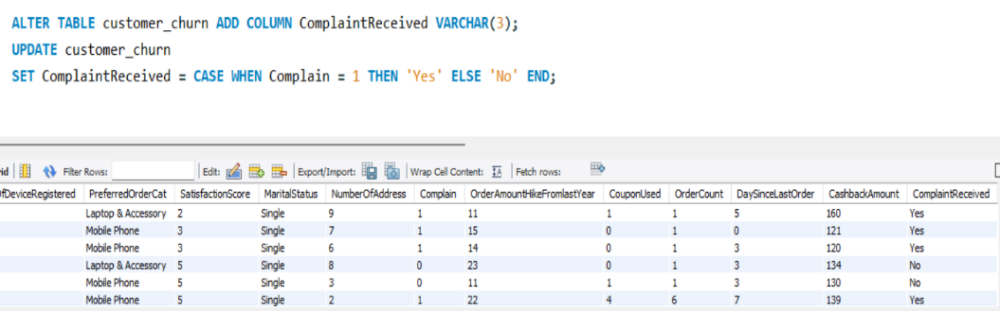 ALTER TABLE customer_churn ADD COLUMN ComplaintReceived VARCHAR(3);
UPDATE customer_churn
SET ComplaintReceived = CASE WHEN Complain = 1 THEN 'Yes' ELSE 'No' END;
Filter Rows: Edit: Export/Import: Wrap Cell Content: Fetch rows:
fDeviceRegistered PreferredOrderCat SatisfactionScore MaritalStatus NumberOfAddress Complain OrderAmountHikeFromlastYear CouponUsed OrderCount DaySinceLastOrder CashbackAmount ComplaintReceived
Laptop & Accessory 2 Single 9 1 11 1 1 5 160 Yes
Mobile Phone 3 Single 7 1 15 0 1 0 121 Yes
Mobile Phone 3 Single 6 1 14 0 1 3 120 Yes
Laptop & Accessory 5 Single 8 0 23 0 1 3 134 No
Mobile Phone 5 Single 3 0 11 1 1 3 130 No
Mobile Phone 5 Single 2 1 22 4 6 7 139 Yes